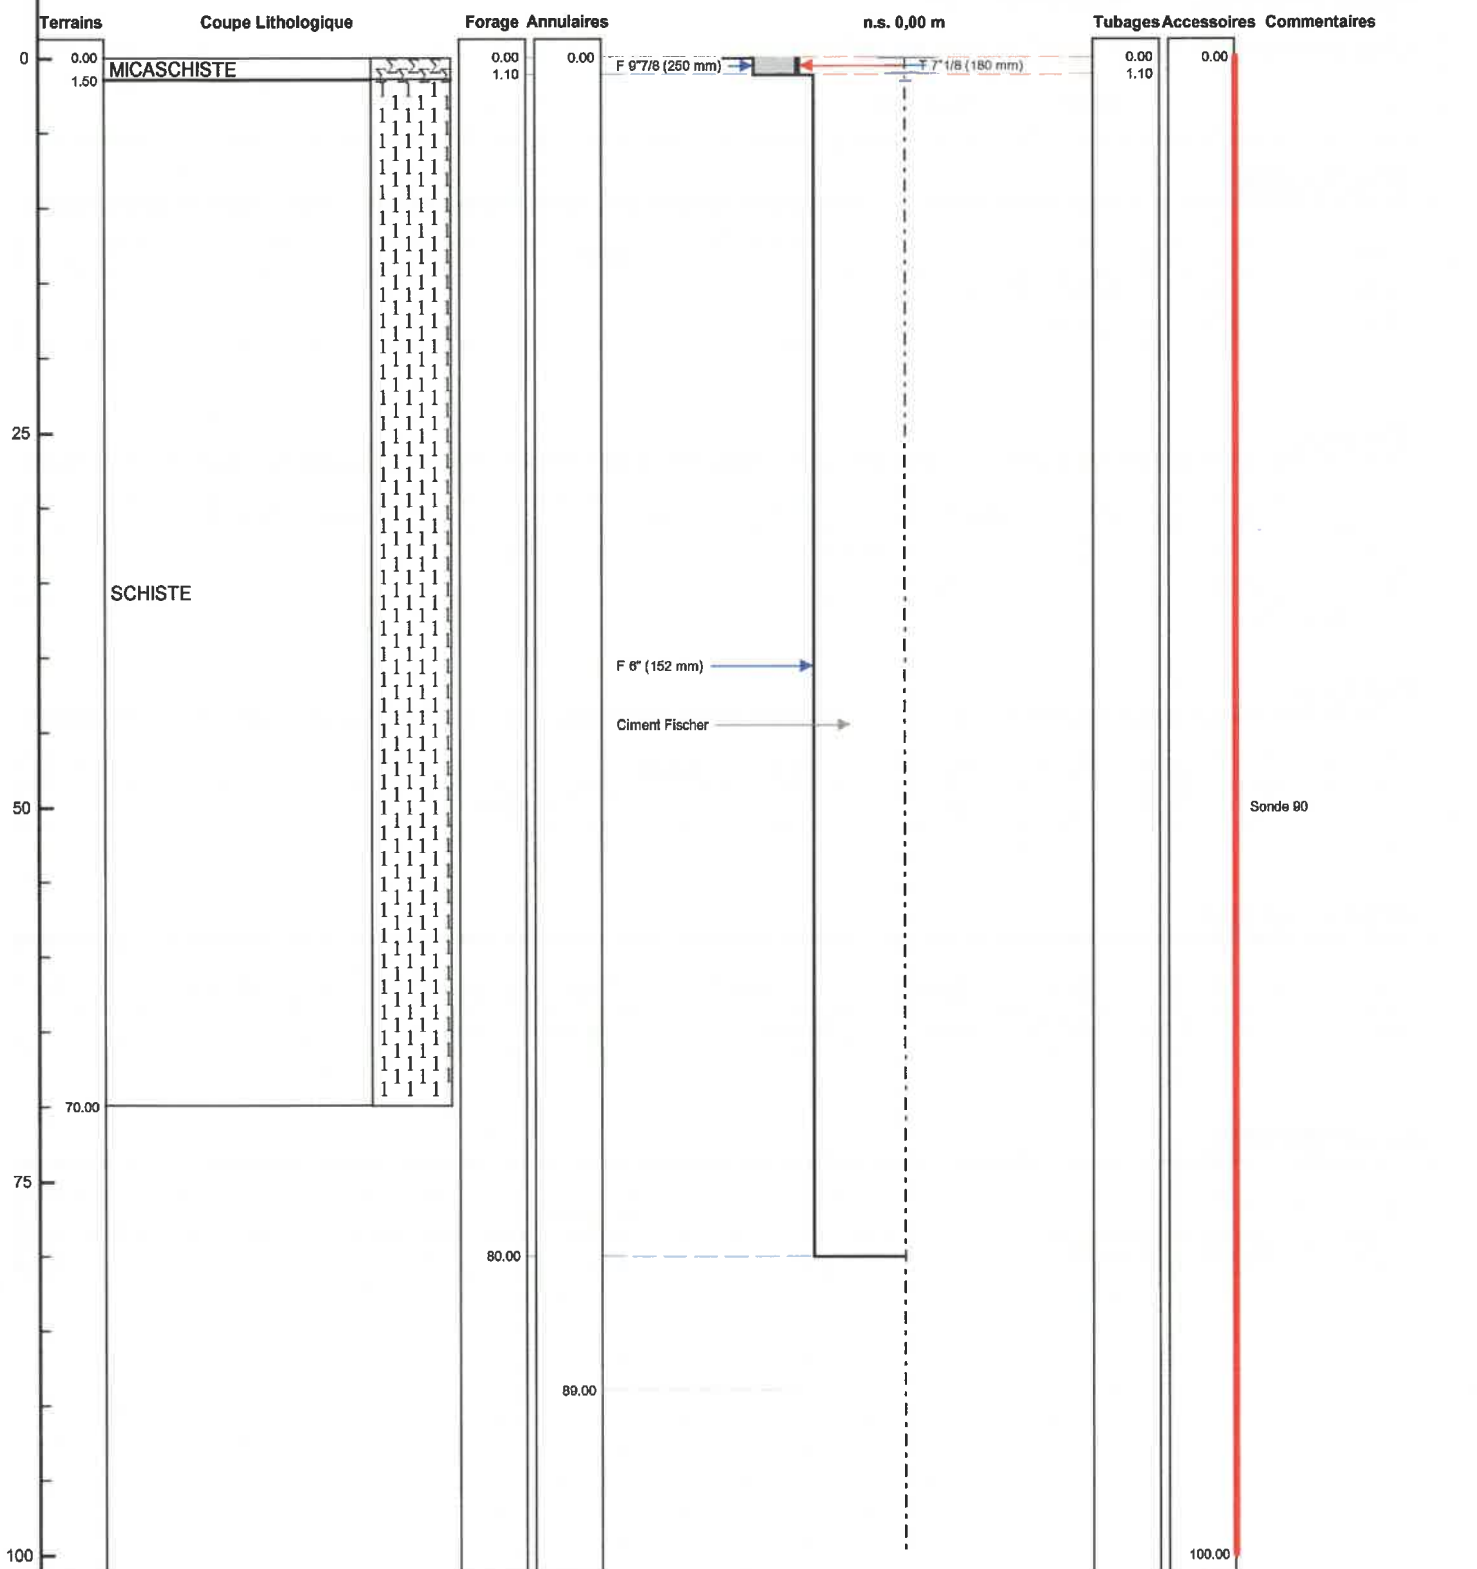 Terrains Coupe Lithologique Forage Annulaires n.s. 0,00 m Tubages Accessoires Commentaires
0 0.00 MICASCHISTE 0.00 0.00 F 9"7/8 (250 mm) T 7"1/8 (180 mm) 0.00 0.00
1.50 1.10 1.10
25
SCHISTE
F 6" (152 mm)
Ciment Fischer
50 Sonde 90
70.00
75
80.00
89.00
100 100.00